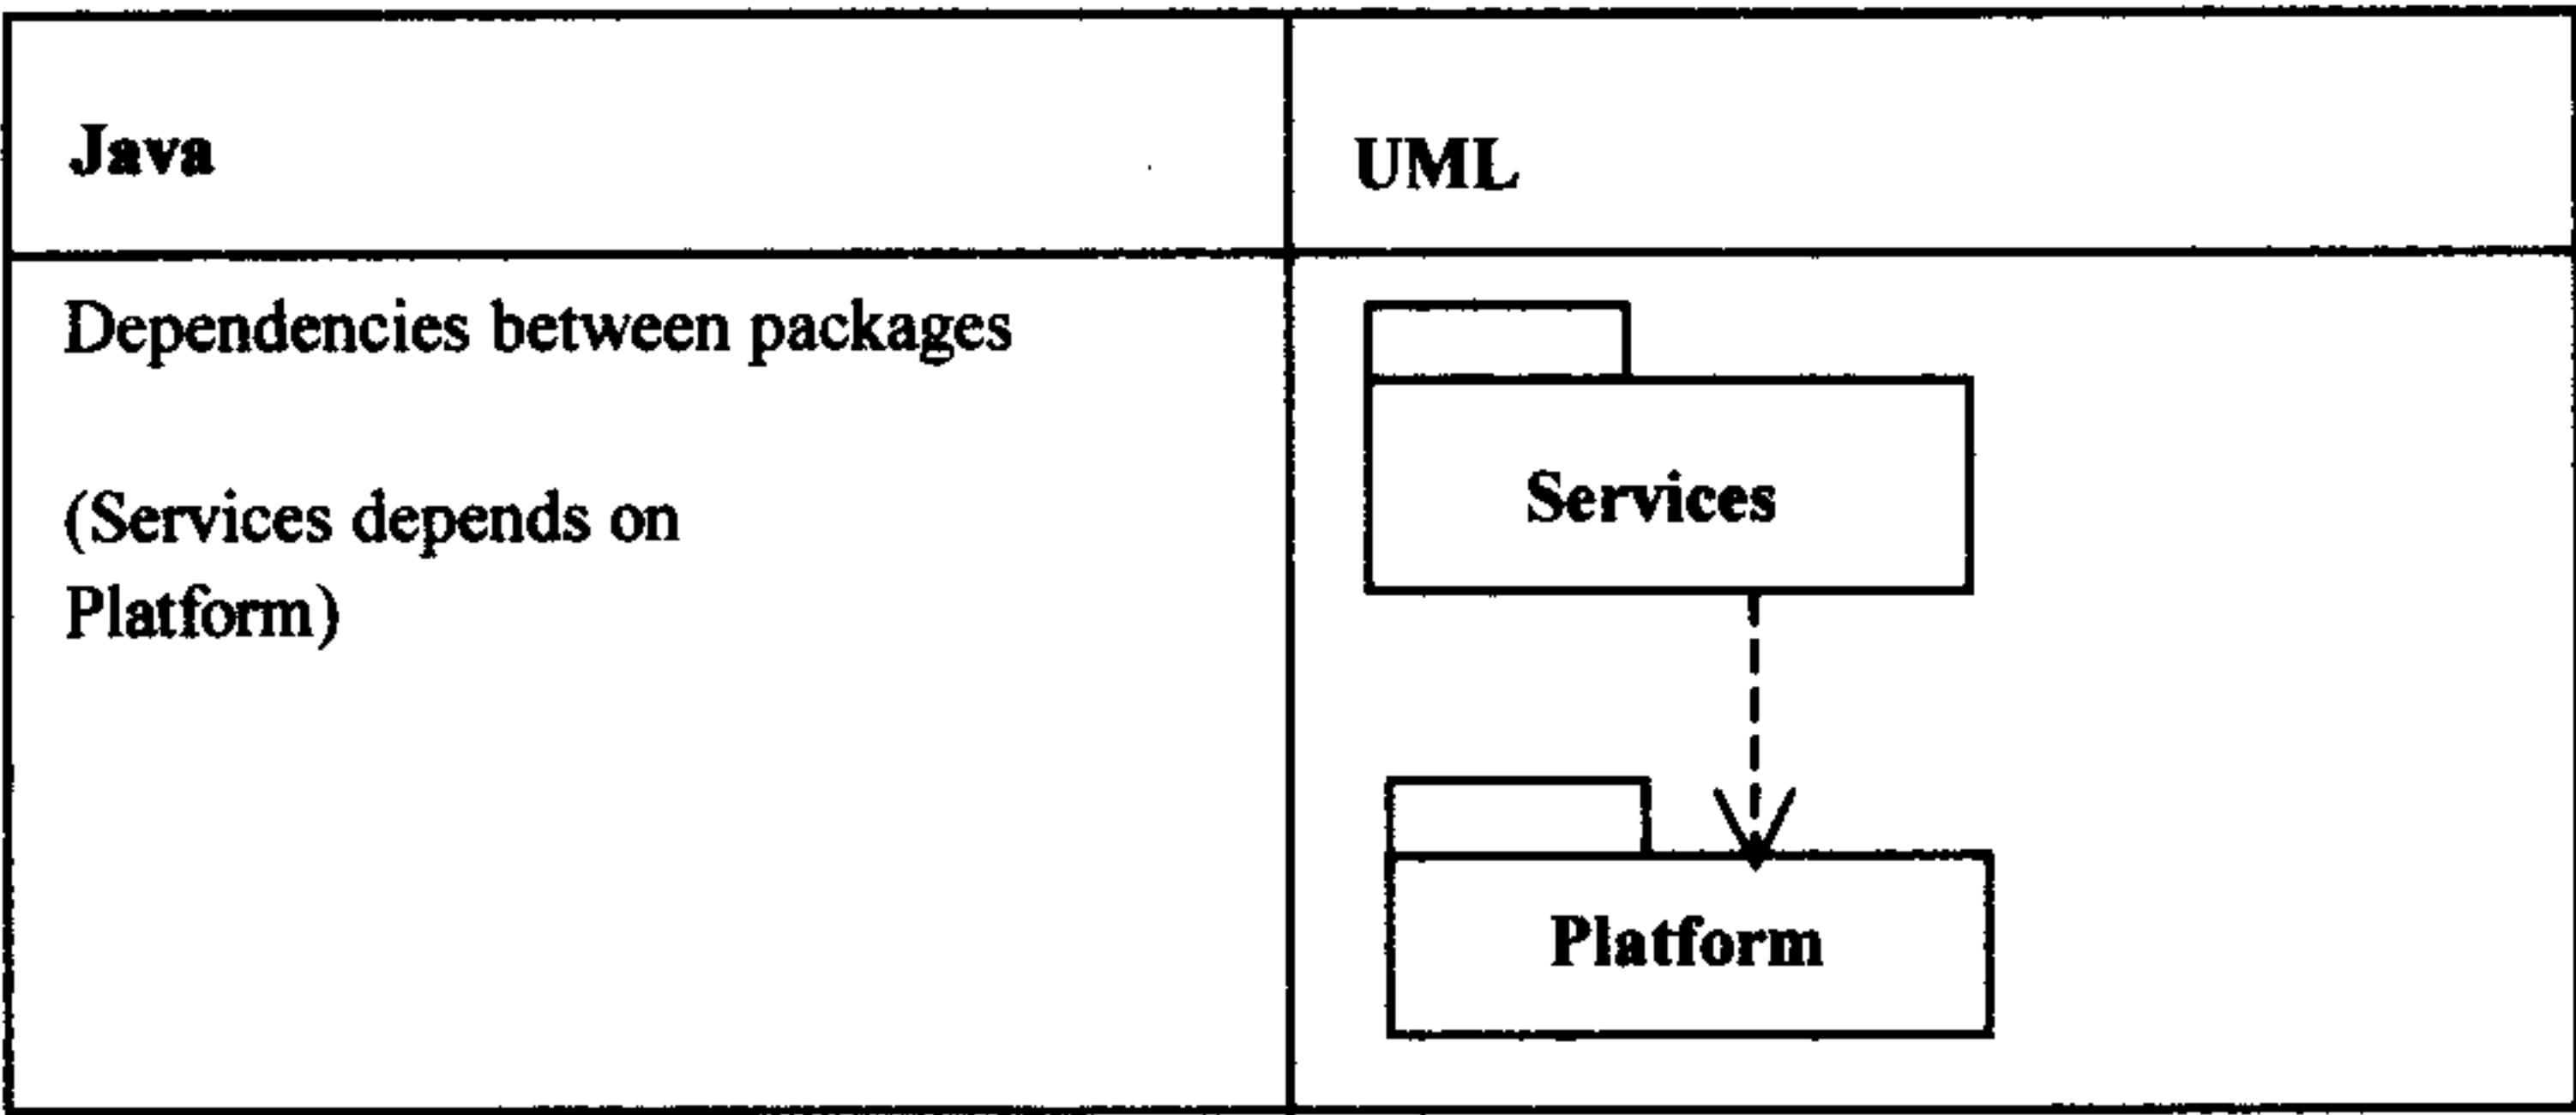 Java
UML
Dependencies between packages
(Services depends on
Platform)
Services
Platform